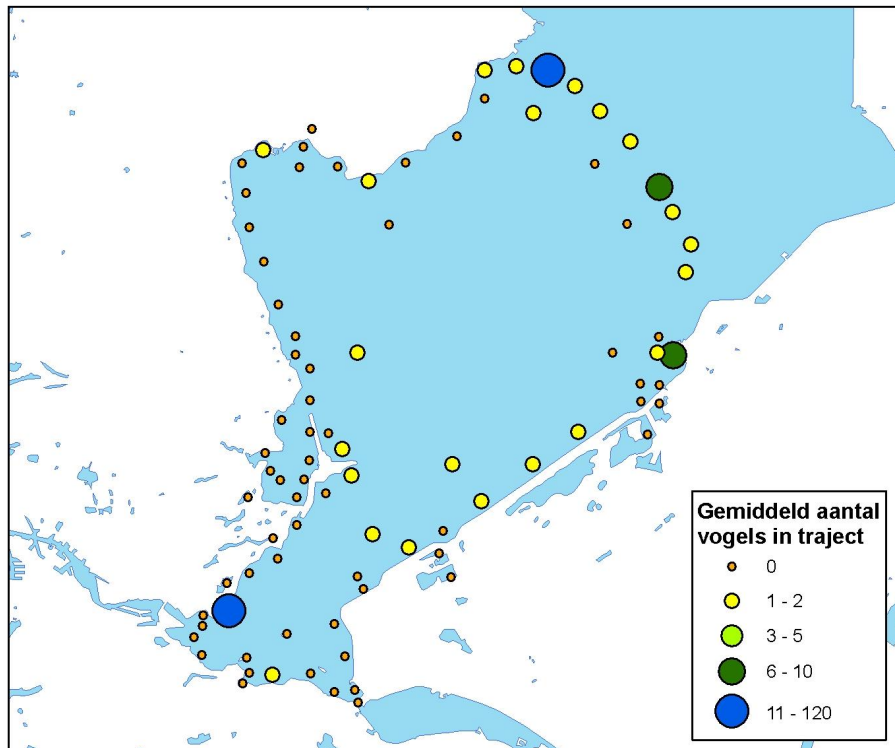 Gemiddeld aantal
vogels in traject
0
1 - 2
3 - 5
6 - 10
11 - 120